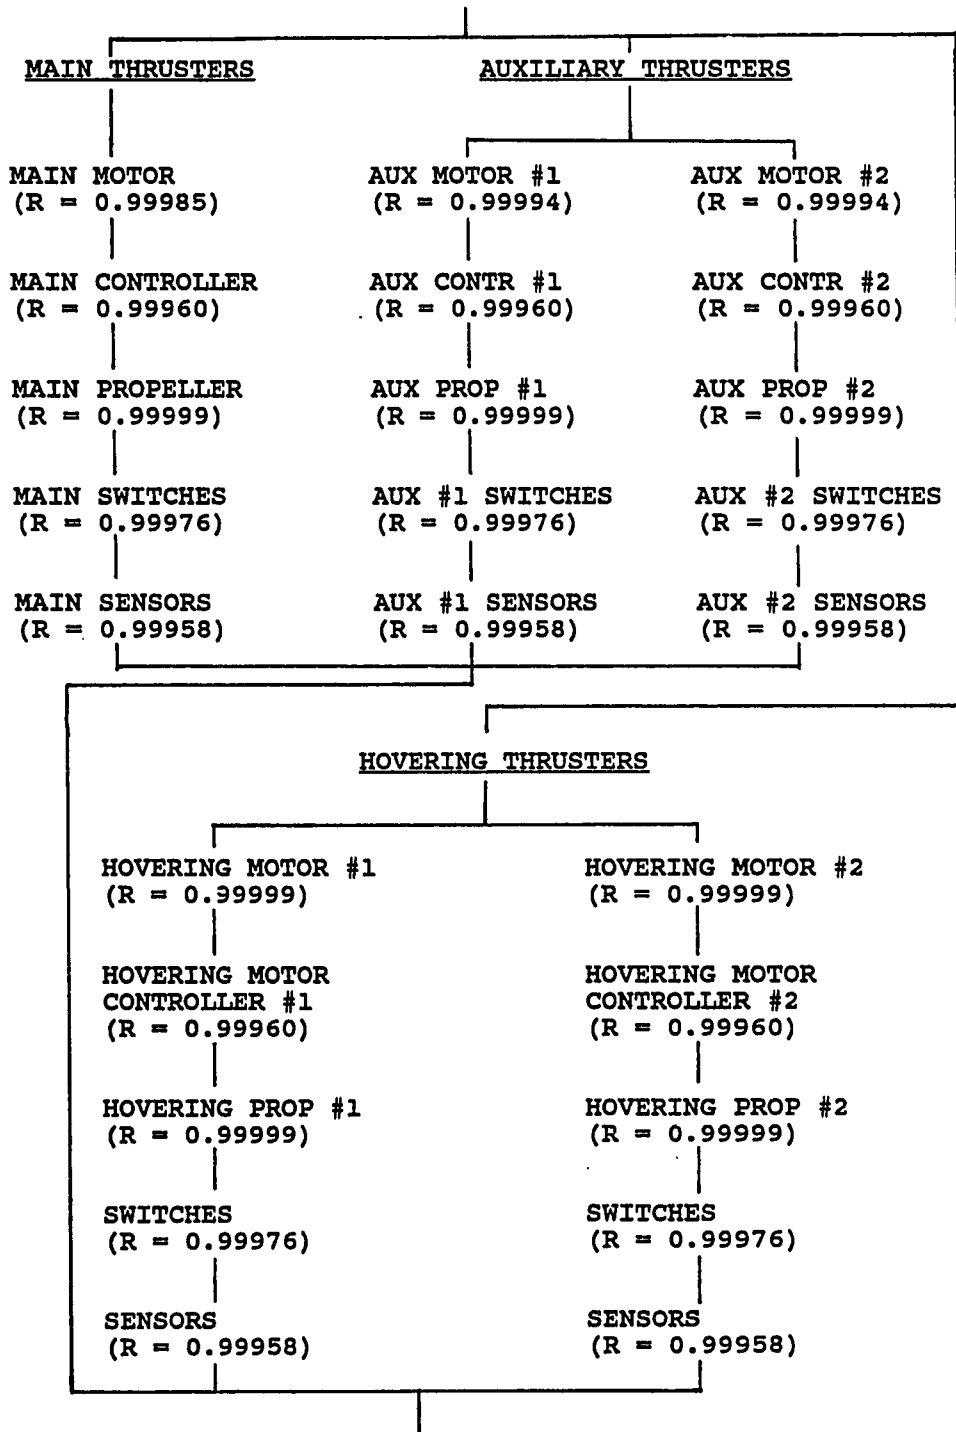 MAIN THRUSTERS
AUXILIARY THRUSTERS
MAIN MOTOR
(R = 0.99985)
AUX MOTOR #1
(R = 0.99994)
AUX MOTOR #2
(R = 0.99994)
MAIN CONTROLLER
(R = 0.99960)
AUX CONTR #1
(R = 0.99960)
AUX CONTR #2
(R = 0.99960)
MAIN PROPELLER
(R = 0.99999)
AUX PROP #1
(R = 0.99999)
AUX PROP #2
(R = 0.99999)
MAIN SWITCHES
(R = 0.99976)
AUX #1 SWITCHES
(R = 0.99976)
AUX #2 SWITCHES
(R = 0.99976)
MAIN SENSORS
(R = 0.99958)
AUX #1 SENSORS
(R = 0.99958)
AUX #2 SENSORS
(R = 0.99958)
HOVERING THRUSTERS
HOVERING MOTOR #1
(R = 0.99999)
HOVERING MOTOR #2
(R = 0.99999)
HOVERING MOTOR
CONTROLLER #1
(R = 0.99960)
HOVERING MOTOR
CONTROLLER #2
(R = 0.99960)
HOVERING PROP #1
(R = 0.99999)
HOVERING PROP #2
(R = 0.99999)
SWITCHES
(R = 0.99976)
SWITCHES
(R = 0.99976)
SENSORS
(R = 0.99958)
SENSORS
(R = 0.99958)